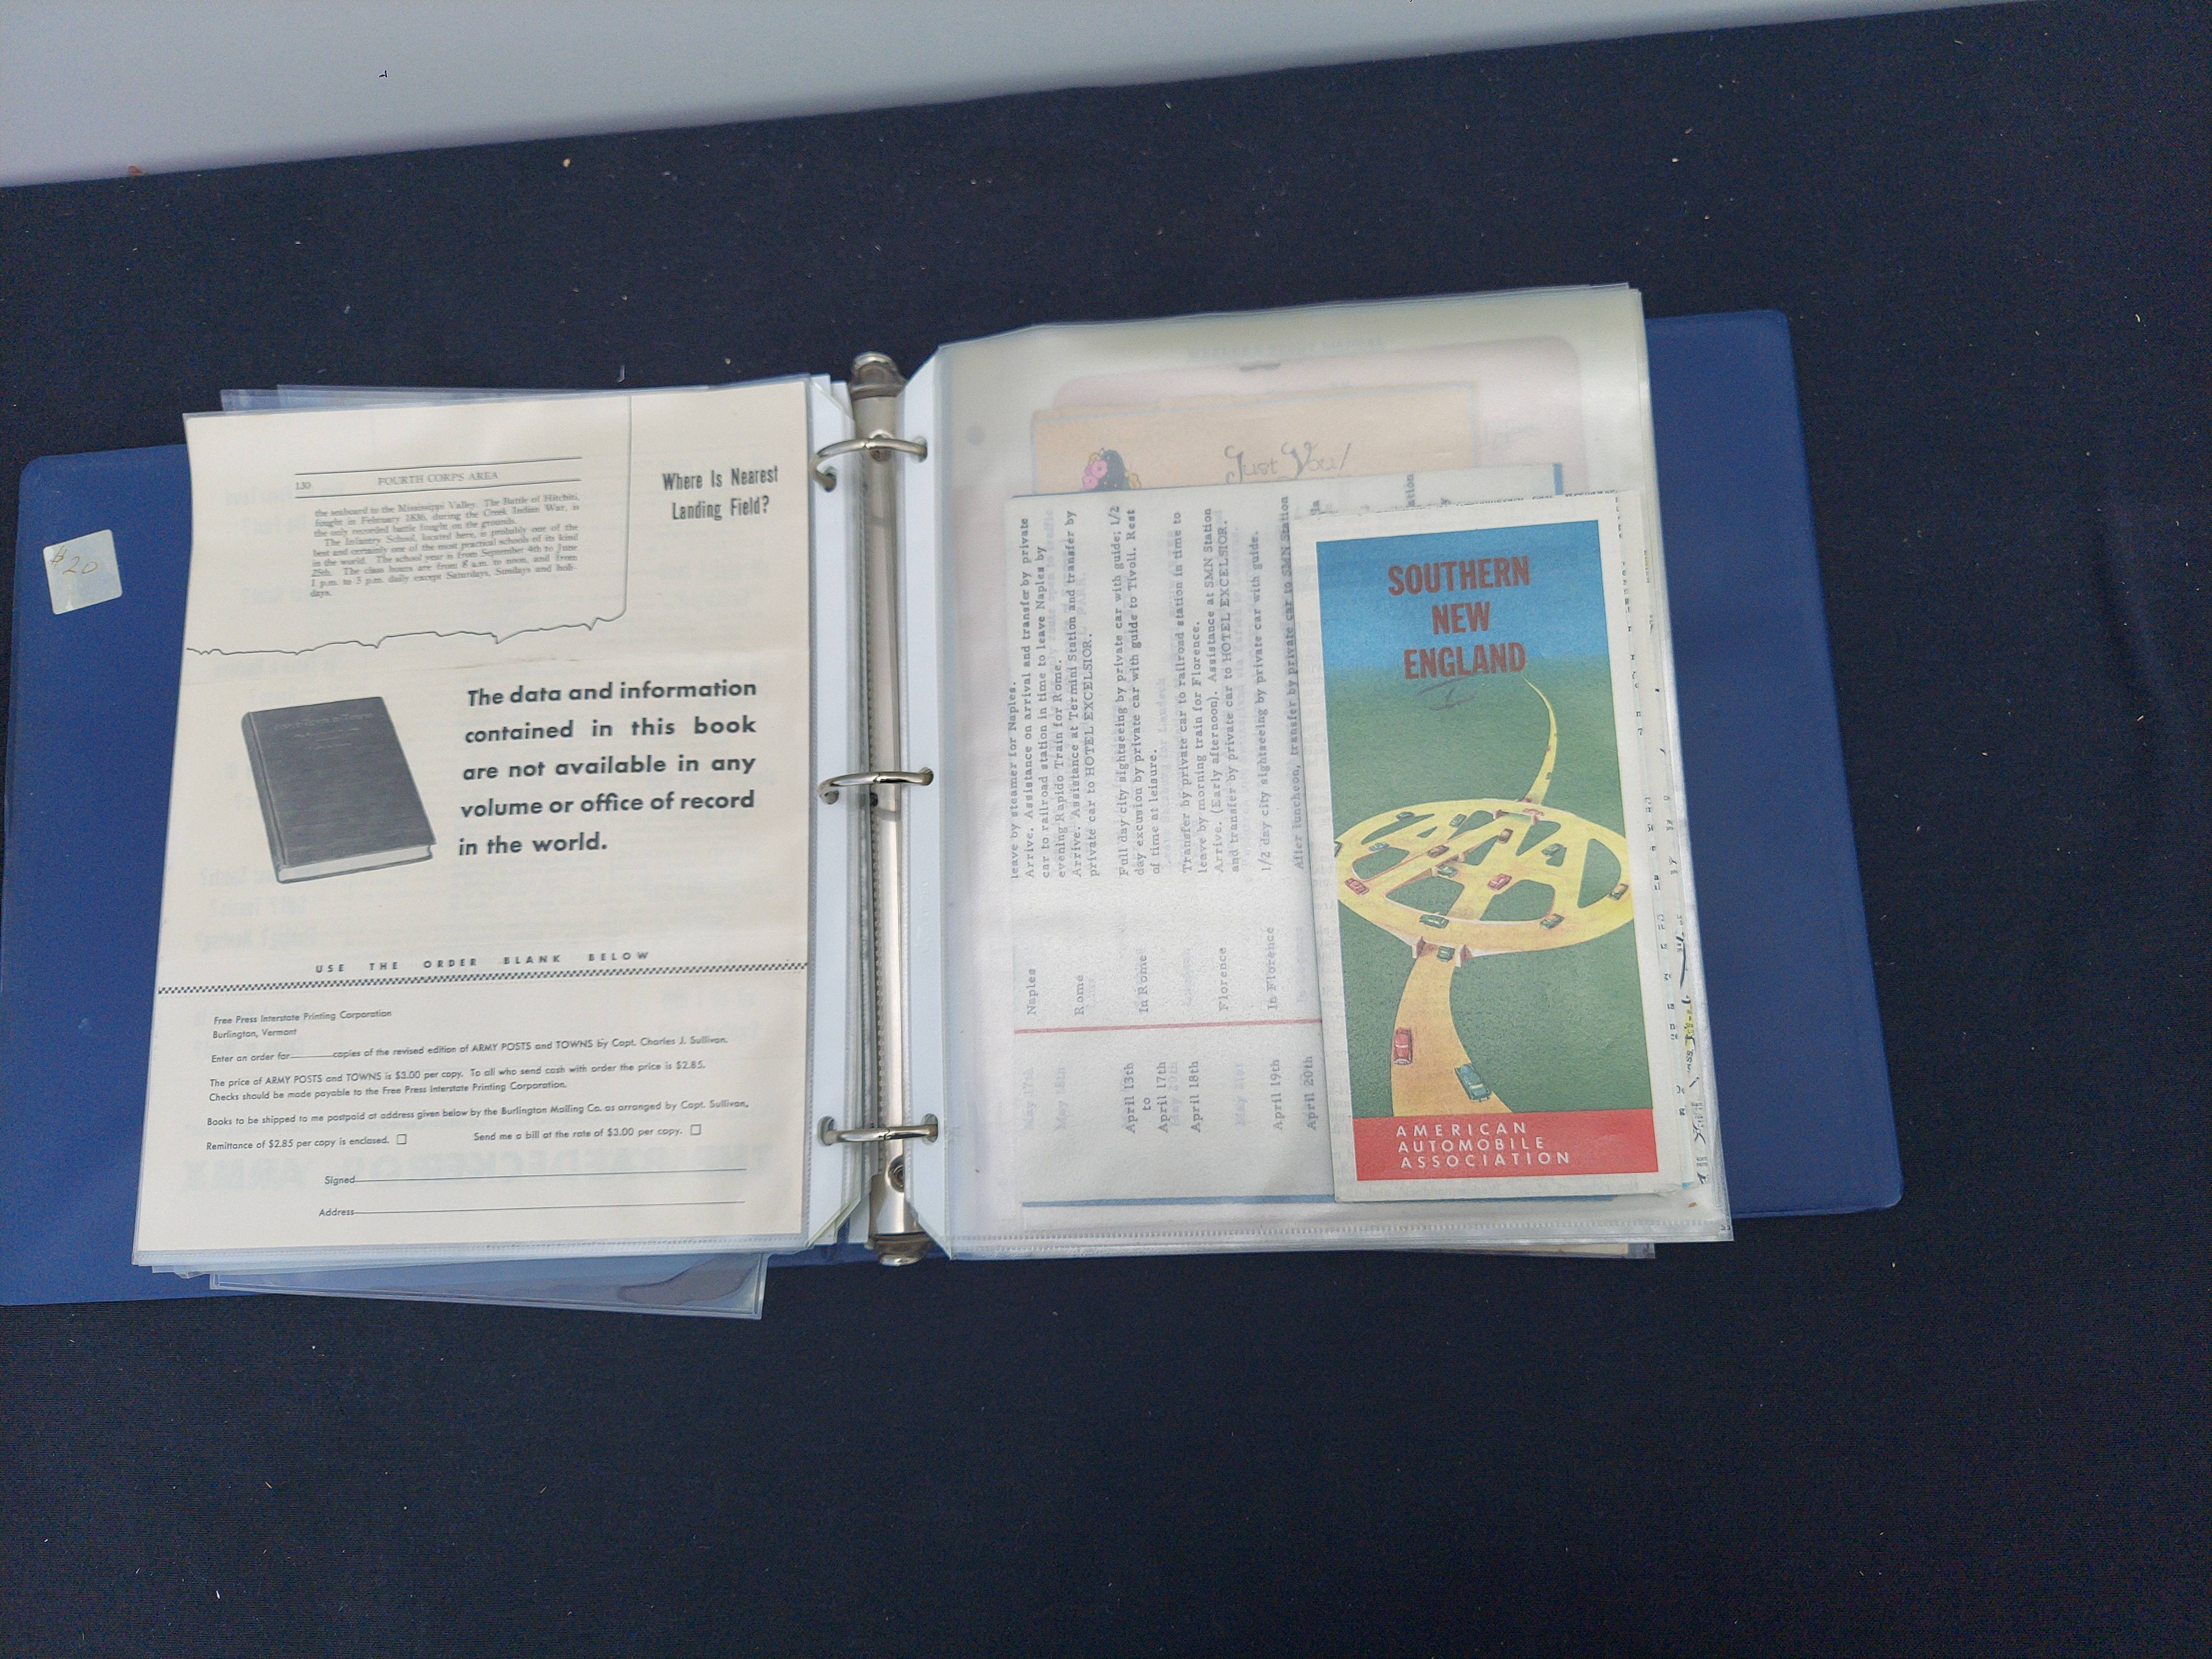 $20
130 FOURTH CORPS AREA
the seaboard to the Mississippi Valley. The Battle of Hitchiti,
fought in February 1836, during the Creek Indian War, is
the only recorded battle fought on the grounds.
The Infantry School, located here, is probably one of the
best and certainly one of the most practical schools of its kind
in the world. The school year is from September 4th to June
25th. The class hours are from 8 a.m. to noon, and from
1 p.m. to 3 p.m. daily except Saturdays, Sundays and holi-
days.
Where Is Nearest
Landing Field?
The data and information
contained in this book
are not available in any
volume or office of record
in the world.
USE THE ORDER BLANK BELOW
Free Press Interstate Printing Corporation
Burlington, Vermont
Enter an order for copies of the revised edition of ARMY POSTS and TOWNS by Capt. Charles J. Sullivan.
The price of ARMY POSTS and TOWNS is $3.00 per copy. To all who send cash with order the price is $2.85.
Checks should be made payable to the Free Press Interstate Printing Corporation.
Books to be shipped to me postpaid at address given below by the Burlington Mailing Co. as arranged by Capt. Sullivan.
Remittance of $2.85 per copy is enclosed. Send me a bill at the rate of $3.00 per copy.
Signed
Address
Just You!
leave by steamer for Naples.
Naples Arrive. Assistance on arrival and transfer by private
car to railroad station in time to leave Naples by
evening Rapido Train for Rome.
Rome Arrive. Assistance at Termini Station and transfer by
private car to HOTEL EXCELSIOR.
April 13th In Rome Full day city sightseeing by private car with guide; 1/2
to day excusion by private car with guide to Tivoli. Rest
April 17th of time at leisure.
April 18th Transfer by private car to railroad station in time to
leave by morning train for Florence.
Florence Arrive. (Early afternoon). Assistance at SMN Station
and transfer by private car to HOTEL EXCELSIOR.
April 19th In Florence 1/2 day city sightseeing by private car with guide.
April 20th After luncheon, transfer by private car to SMN Station
SOUTHERN
NEW
ENGLAND
AAA
AMERICAN
AUTOMOBILE
ASSOCIATION